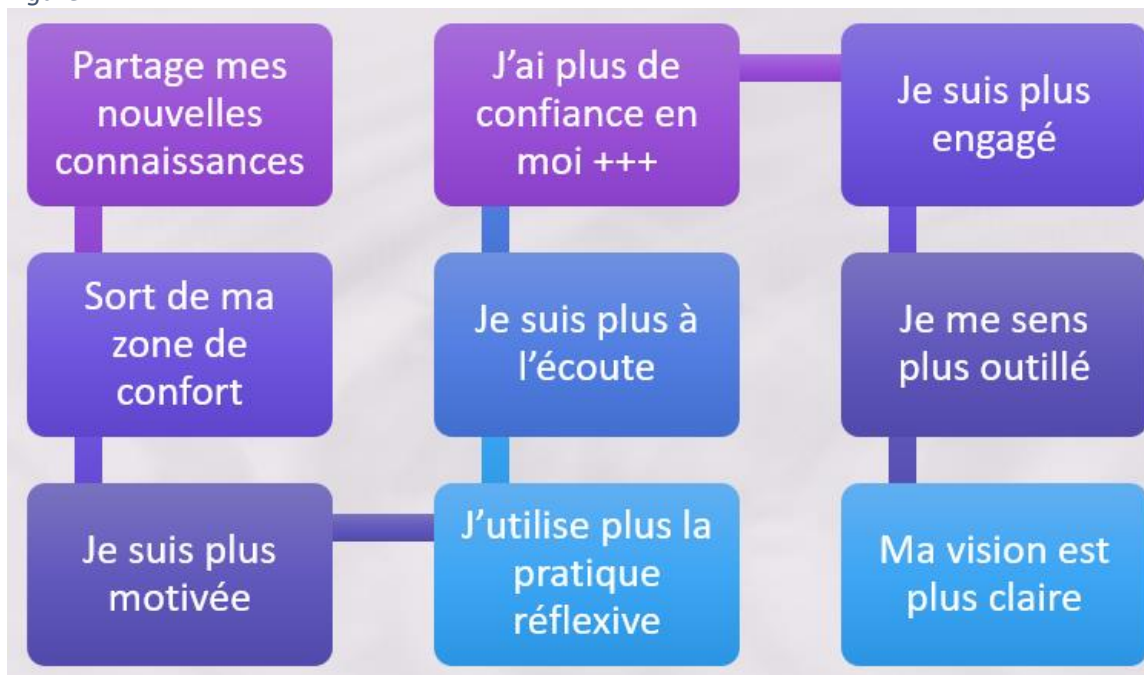 Partage mes
nouvelles
connaissances
Sort de ma
zone de
confort
Je suis plus
motivée
J'utilise plus la
pratique
réflexive
Je suis plus à
l'écoute
J'ai plus de
confiance en
moi +++
Je suis plus
engagé
Je me sens
plus outillé
Ma vision est
plus claire